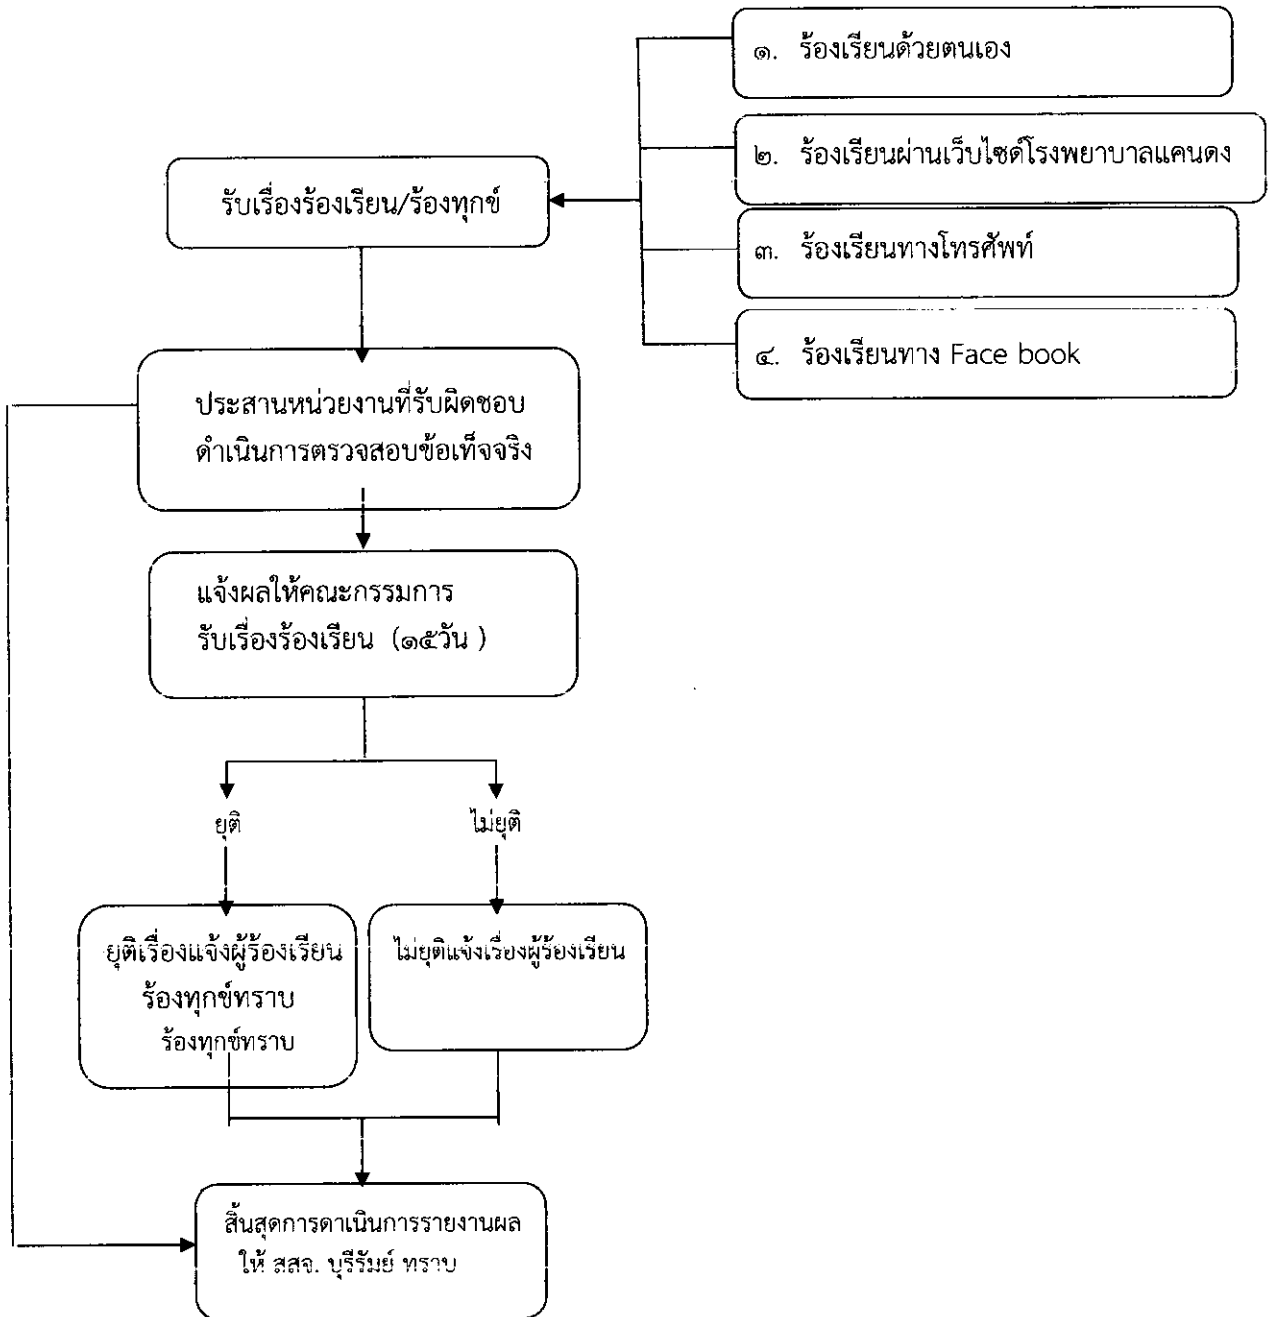 ๑. ร้องเรียนด้วยตนเอง
๒. ร้องเรียนผ่านเว็บไซด์โรงพยาบาลแคนดง
รับเรื่องร้องเรียน/ร้องทุกข์
๓. ร้องเรียนทางโทรศัพท์
๔. ร้องเรียนทาง Face book
ประสานหน่วยงานที่รับผิดชอบ
ดำเนินการตรวจสอบข้อเท็จจริง
แจ้งผลให้คณะกรรมการ
รับเรื่องร้องเรียน (๑๕วัน )
ยุติ
ไม่ยุติ
ยุติเรื่องแจ้งผู้ร้องเรียน
ร้องทุกข์ทราบ
ร้องทุกข์ทราบ
ไม่ยุติแจ้งเรื่องผู้ร้องเรียน
สิ้นสุดการดาเนินการรายงานผล
ให้ สสจ. บุรีรัมย์ ทราบ